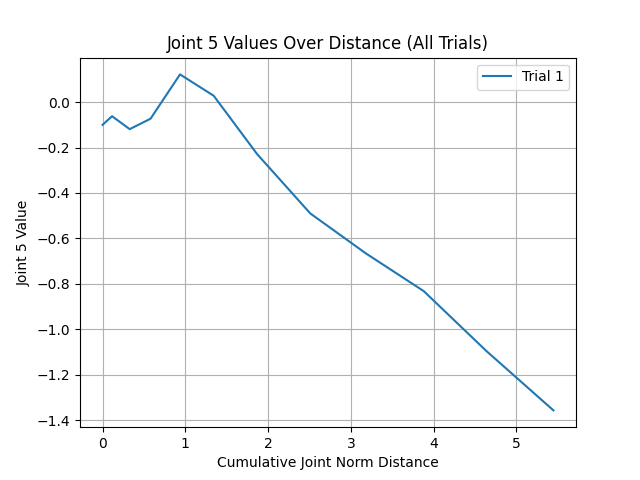 Joint 5 Values Over Distance (All Trials)
Trial 1
Joint 5 Value
0.0
−0.2
−0.4
−0.6
−0.8
−1.0
−1.2
−1.4
0 1 2 3 4 5
Cumulative Joint Norm Distance